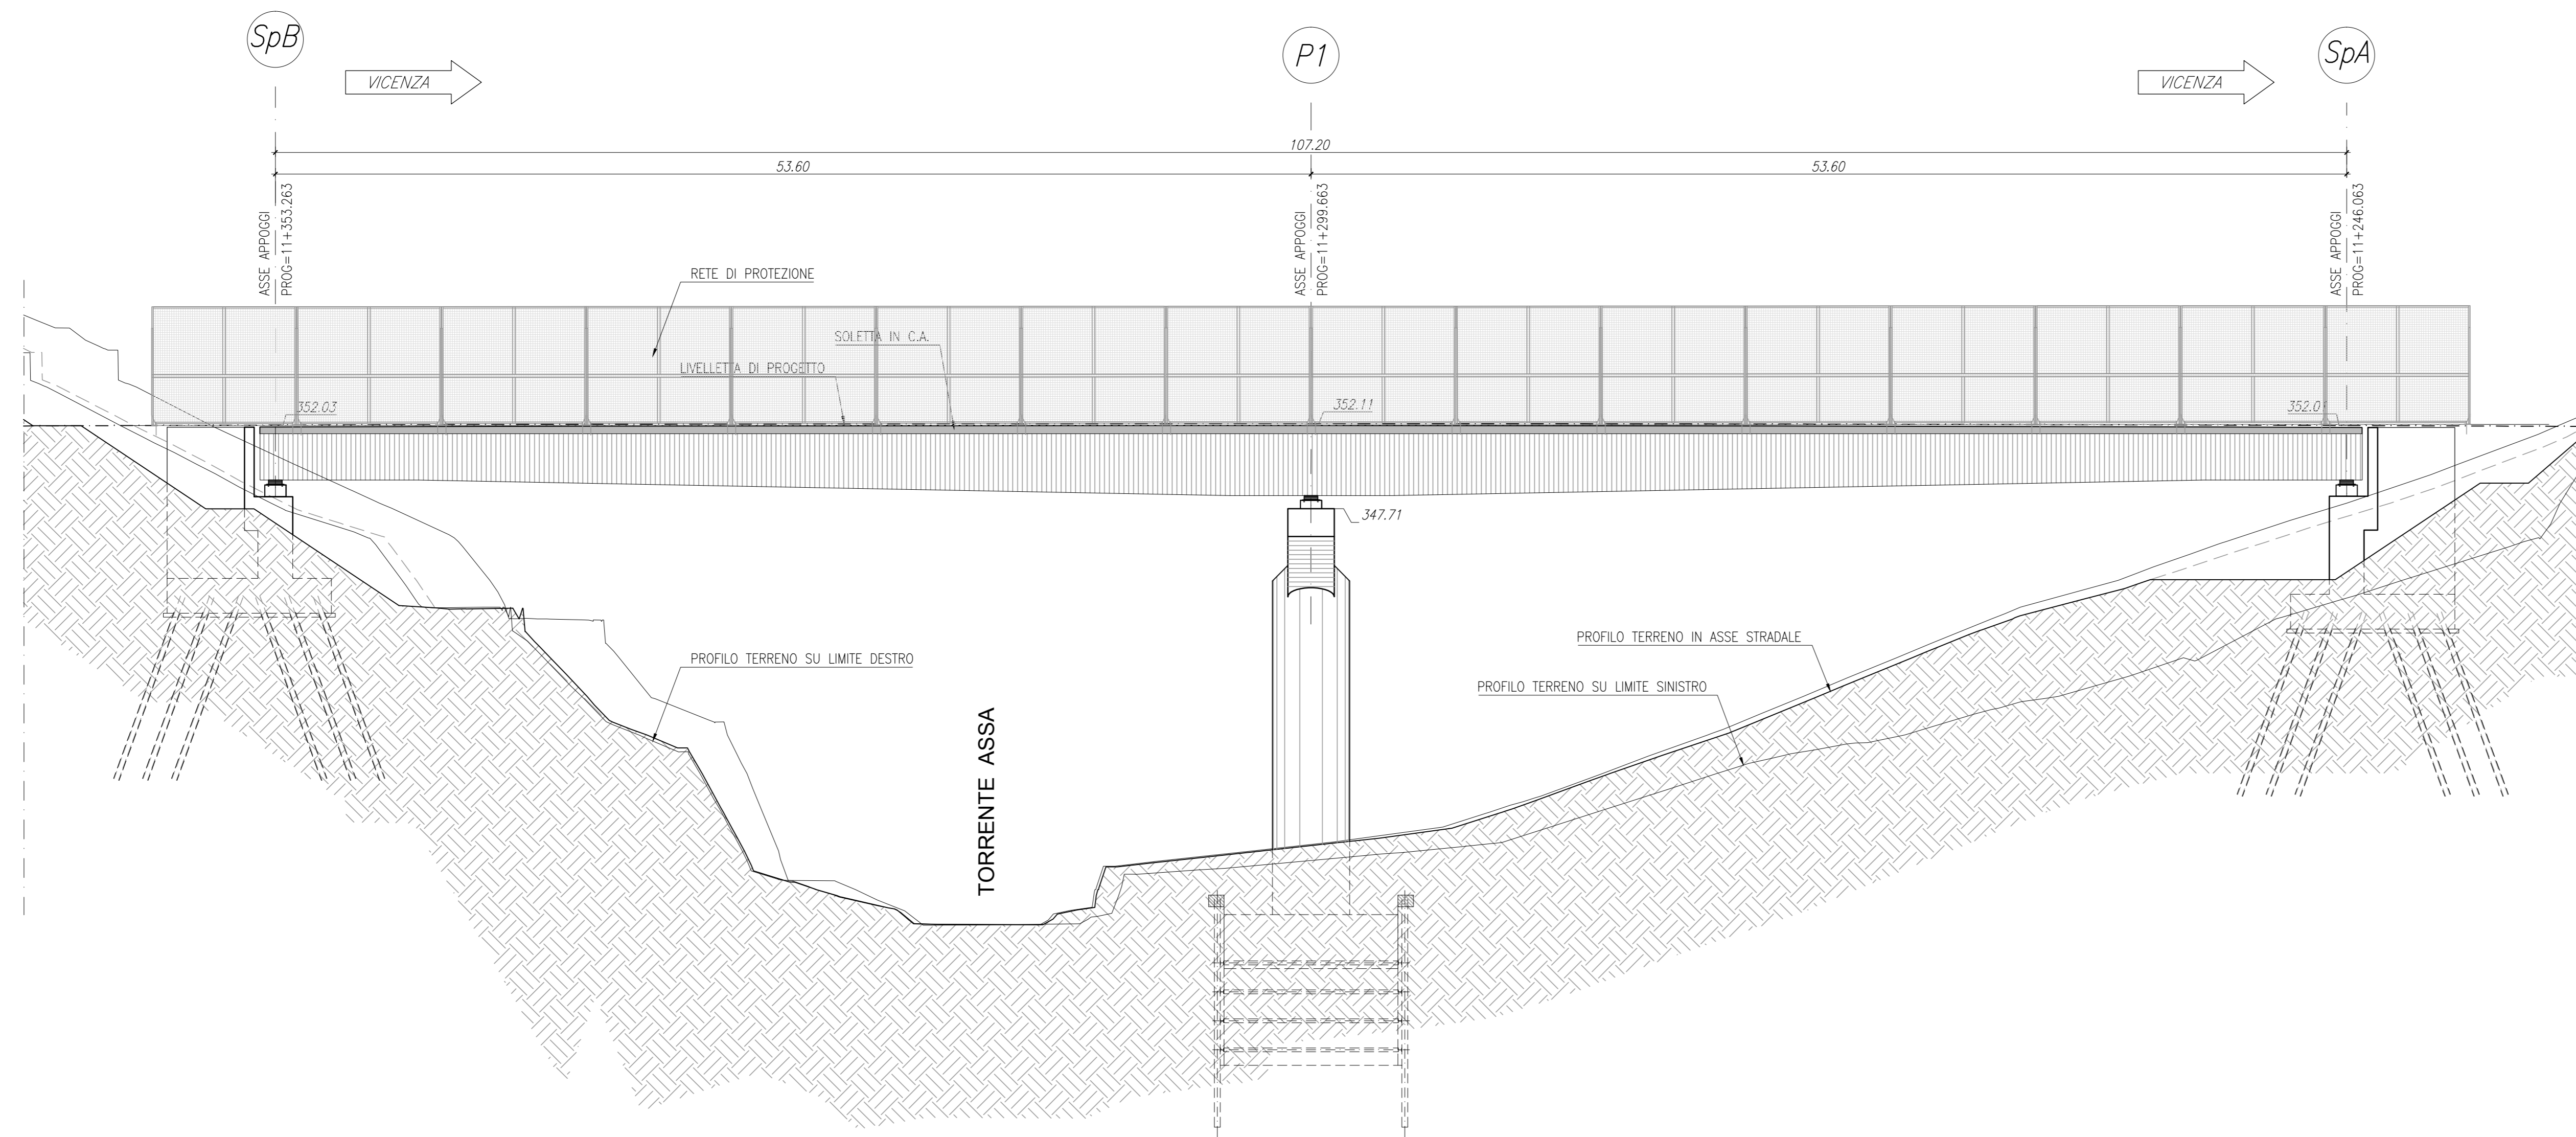 SpB
P1
SpA
VICENZA
VICENZA
107.20
53.60
53.60
ASSE APPOGGI
PROG=11+353.263
ASSE APPOGGI
PROG=11+299.663
ASSE APPOGGI
PROG=11+246.063
RETE DI PROTEZIONE
SOLETTA IN C.A.
LIVELLETTA DI PROGETTO
352.03
352.11
347.71
PROFILO TERRENO IN ASSE STRADALE
PROFILO TERRENO SU LIMITE DESTRO
PROFILO TERRENO SU LIMITE SINISTRO
TORRENTE ASSA